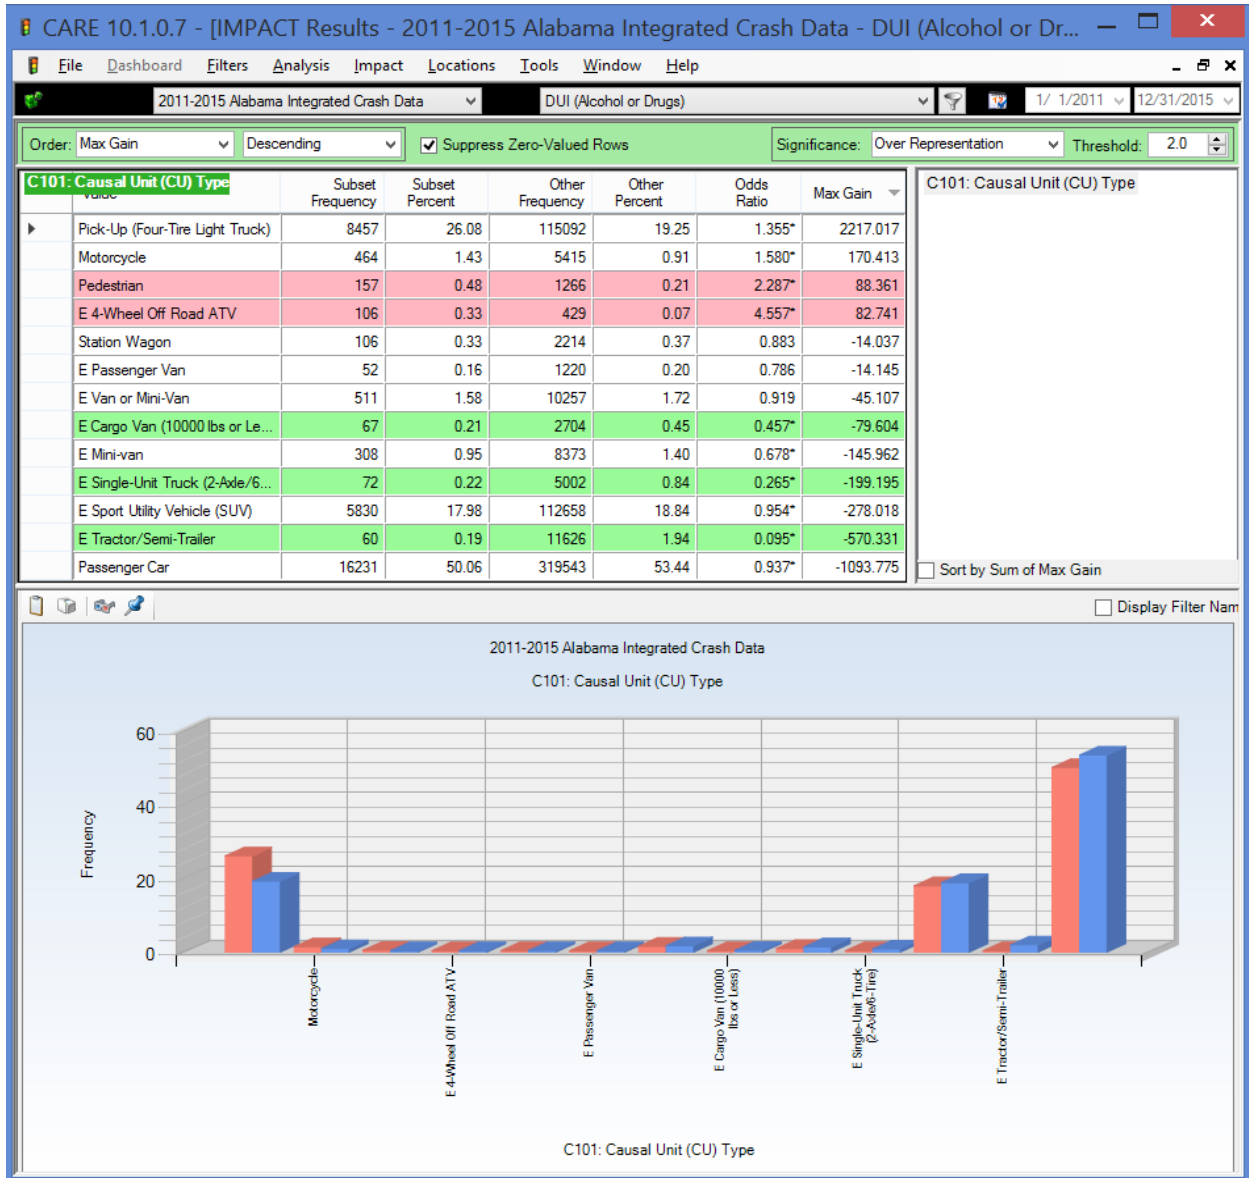 CARE 10.1.0.7 - [IMPACT Results - 2011-2015 Alabama Integrated Crash Data - DUI (Alcohol or Dr...
File Dashboard Filters Analysis Impact Locations Tools Window Help
2011-2015 Alabama Integrated Crash Data DUI (Alcohol or Drugs) 1/ 1/2011 12/31/2015
Order: Max Gain Descending Suppress Zero-Valued Rows Significance: Over Representation Threshold: 2.0
C101: Causal Unit (CU) Type Subset Frequency Subset Percent Other Frequency Other Percent Odds Ratio Max Gain C101: Causal Unit (CU) Type
Pick-Up (Four-Tire Light Truck) 8457 26.08 115092 19.25 1.355* 2217.017
Motorcycle 464 1.43 5415 0.91 1.580* 170.413
Pedestrian 157 0.48 1266 0.21 2.287* 88.361
E 4-Wheel Off Road ATV 106 0.33 429 0.07 4.557* 82.741
Station Wagon 106 0.33 2214 0.37 0.883 -14.037
E Passenger Van 52 0.16 1220 0.20 0.786 -14.145
E Van or Mini-Van 511 1.58 10257 1.72 0.919 -45.107
E Cargo Van (10000 lbs or Le... 67 0.21 2704 0.45 0.457* -79.604
E Mini-van 308 0.95 8373 1.40 0.678* -145.962
E Single-Unit Truck (2-Axle/6... 72 0.22 5002 0.84 0.265* -199.195
E Sport Utility Vehicle (SUV) 5830 17.98 112658 18.84 0.954* -278.018
E Tractor/Semi-Trailer 60 0.19 11626 1.94 0.095* -570.331
Passenger Car 16231 50.06 319543 53.44 0.937* -1093.775
Sort by Sum of Max Gain
Display Filter Nam
2011-2015 Alabama Integrated Crash Data
C101: Causal Unit (CU) Type
60
40
20
0
Frequency
Motorcycle
E 4-Wheel Off Road ATV
E Passenger Van
E Cargo Van (10000
lbs or Less)
E Single-Unit Truck
(2-Axle/6-Tire)
E Tractor/Semi-Trailer
C101: Causal Unit (CU) Type